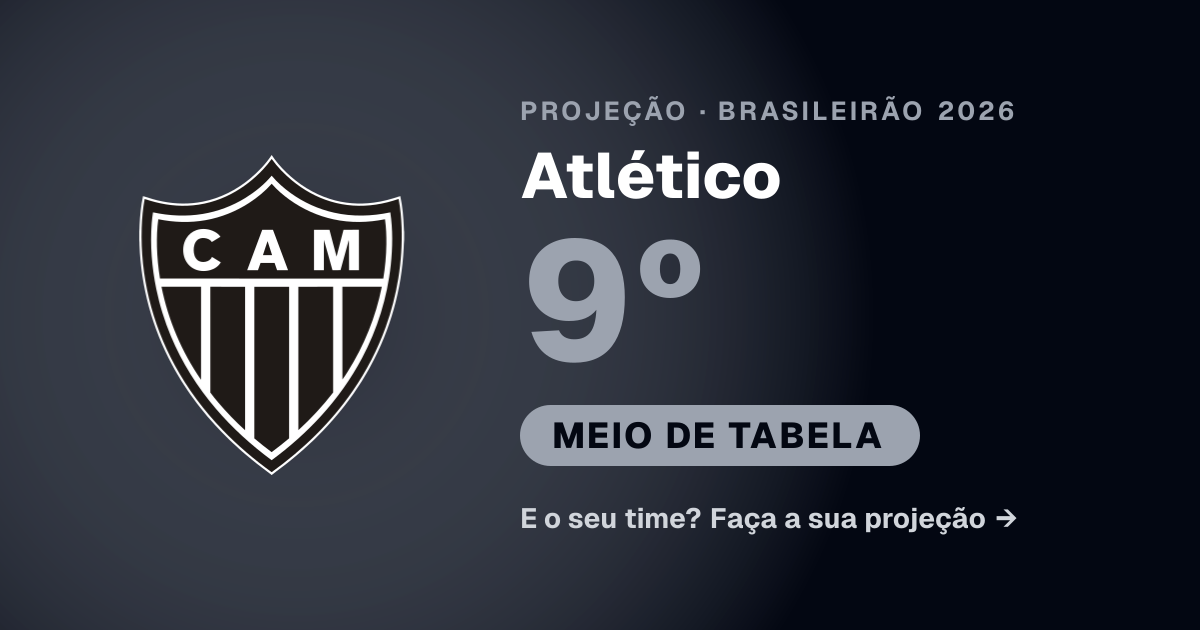 CAM
PROJEÇÃO · BRASILEIRÃO 2026
Atlético
9º
MEIO DE TABELA
E o seu time? Faça a sua projeção →